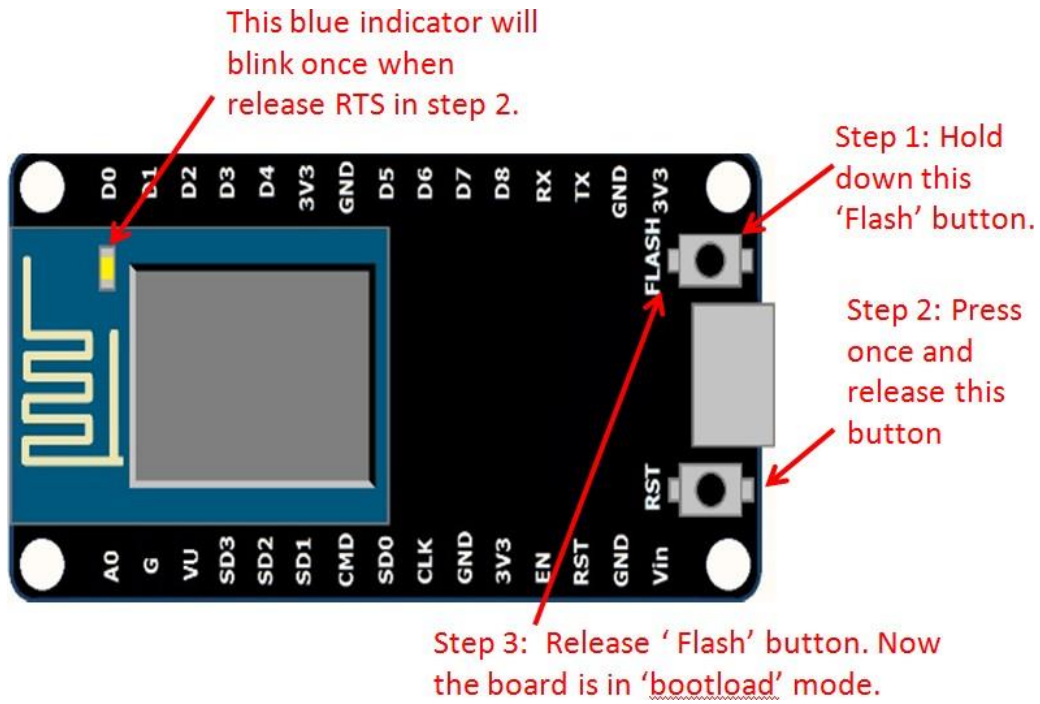 This blue indicator will
blink once when
release RTS in step 2.
Step 1: Hold
down this
‘Flash’ button.
D0 D1 D2 D3 D4 3V3 GND D5 D6 D7 D8 RX TX GND 3V3
FLASH
Step 2: Press
once and
release this
button
RST
A0 G VU SD3 SD2 SD1 CMD SD0 CLK GND 3V3 EN RST GND Vin
Step 3: Release ‘ Flash’ button. Now
the board is in ‘bootload’ mode.